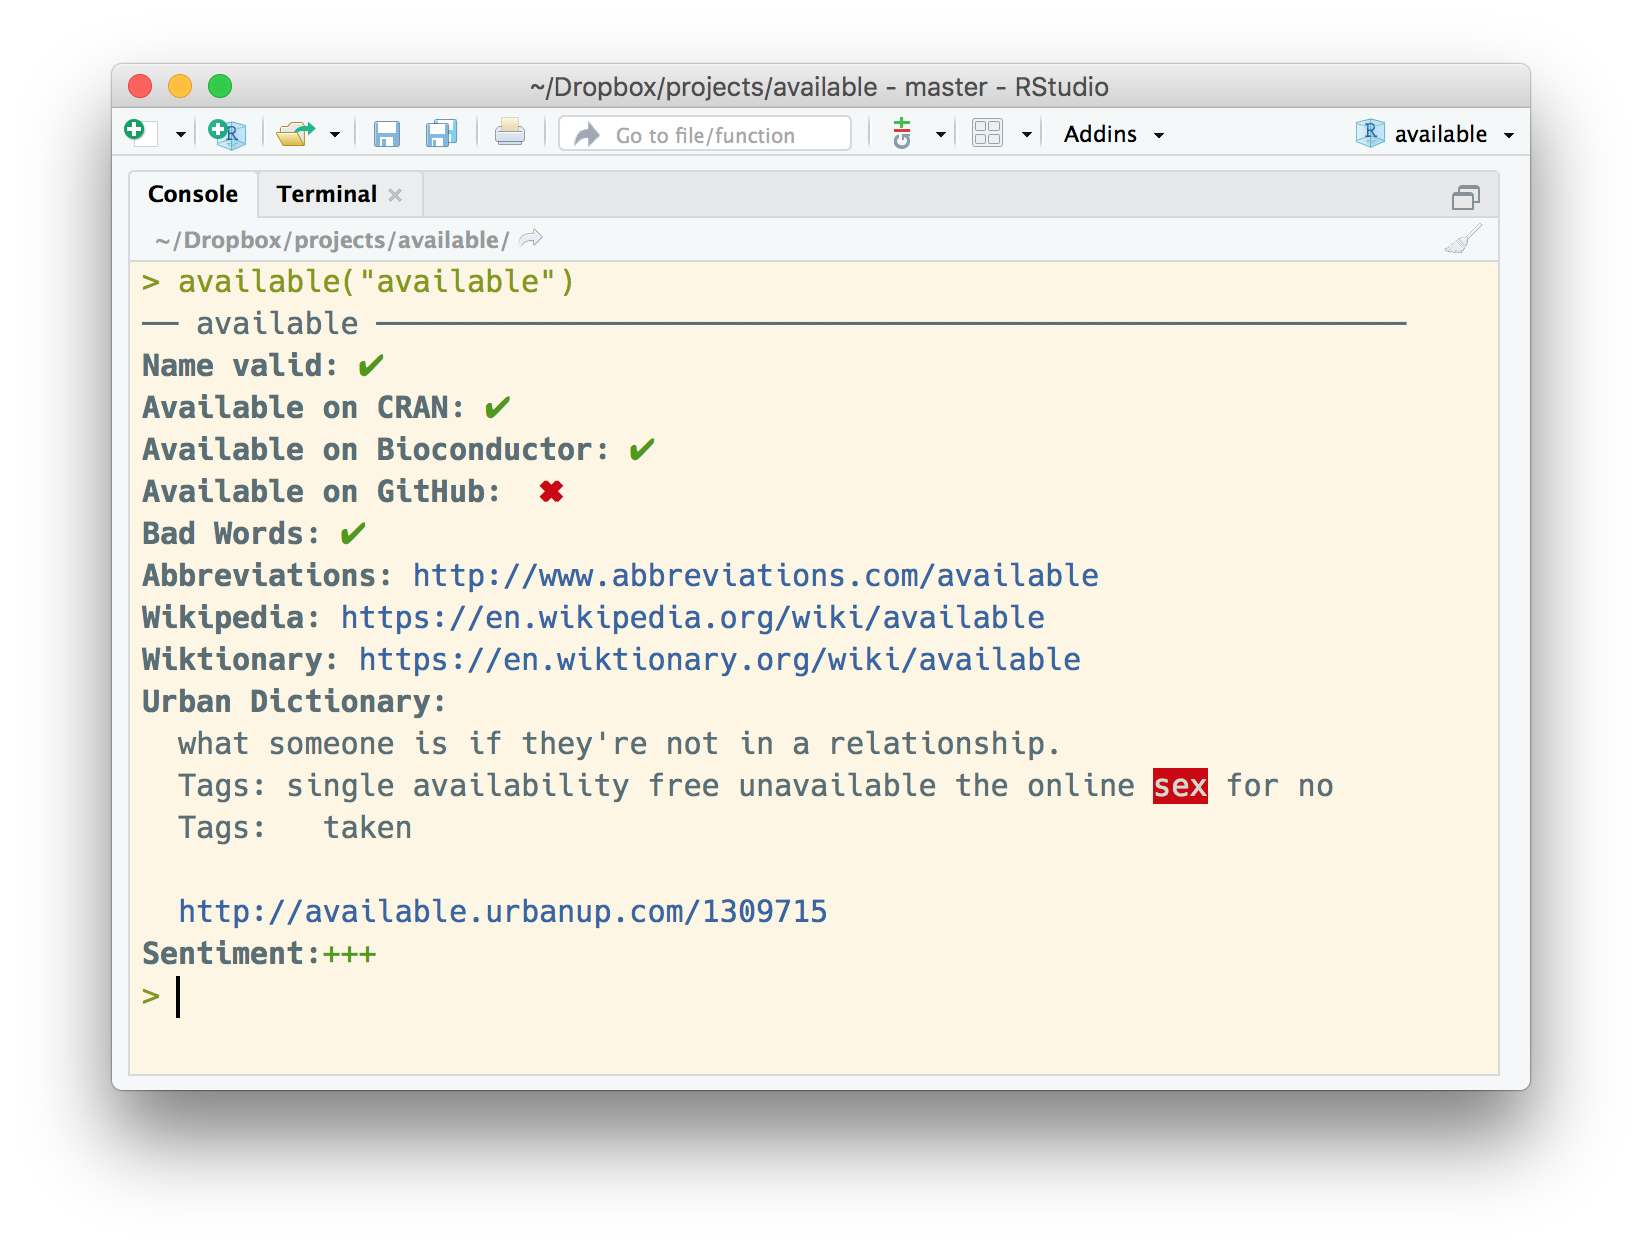 ~/Dropbox/projects/available - master - RStudio
Go to file/function Addins available
Console Terminal
~/Dropbox/projects/available/
> available("available")
── available ─────────────────────────────────────────────────────────
Name valid: ✔
Available on CRAN: ✔
Available on Bioconductor: ✔
Available on GitHub:  ✖
Bad Words: ✔
Abbreviations: http://www.abbreviations.com/available
Wikipedia: https://en.wikipedia.org/wiki/available
Wiktionary: https://en.wiktionary.org/wiki/available
Urban Dictionary:
  what someone is if they're not in a relationship.
  Tags: single availability free unavailable the online sex for no
  Tags:   taken
  http://available.urbanup.com/1309715
Sentiment:+++
>